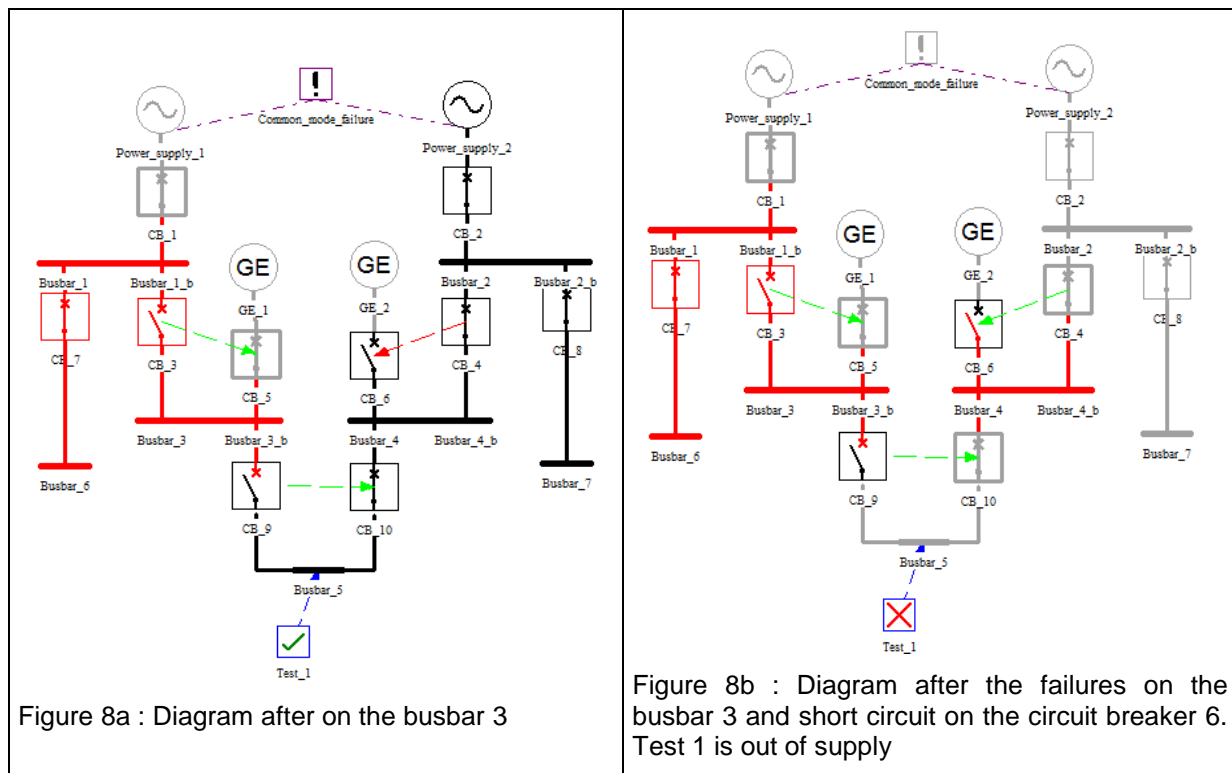 !
Common_mode_failure
Power_supply_1
Power_supply_2
CB_1
CB_2
GE
GE
Busbar_1
Busbar_1_b
Busbar_2
Busbar_2_b
GE_1
GE_2
CB_7
CB_3
CB_4
CB_8
CB_5
CB_6
Busbar_3
Busbar_3_b
Busbar_4
Busbar_4_b
Busbar_6
Busbar_7
CB_9
CB_10
Busbar_5
Test_1
Figure 8a : Diagram after on the busbar 3
!
Common_mode_failure
Power_supply_1
Power_supply_2
CB_1
CB_2
GE
GE
Busbar_1
Busbar_1_b
Busbar_2
Busbar_2_b
GE_1
GE_2
CB_7
CB_3
CB_4
CB_8
CB_5
CB_6
Busbar_3
Busbar_3_b
Busbar_4
Busbar_4_b
Busbar_6
Busbar_7
CB_9
CB_10
Busbar_5
Test_1
Figure 8b : Diagram after the failures on the
busbar 3 and short circuit on the circuit breaker 6.
Test 1 is out of supply